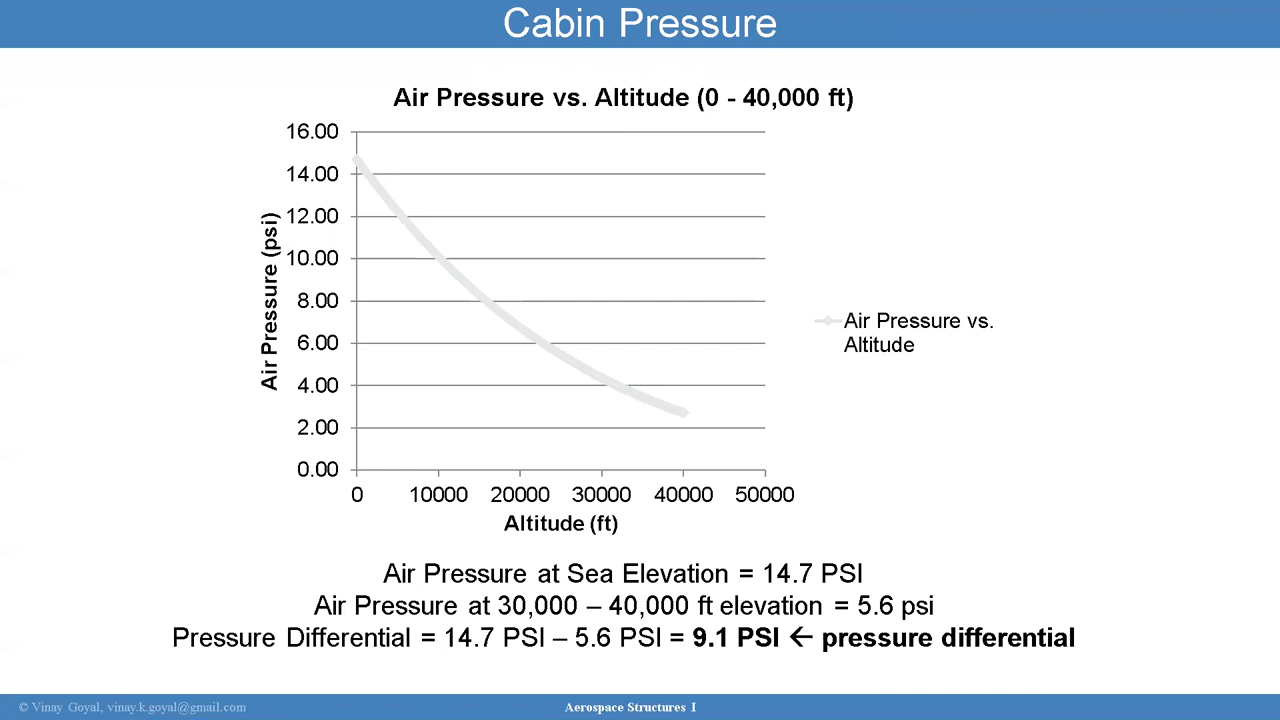 Cabin Pressure
Air Pressure vs. Altitude (0 - 40,000 ft)
16.00
14.00
12.00
10.00
8.00
6.00
4.00
2.00
0.00
Air Pressure (psi)
0 10000 20000 30000 40000 50000
Altitude (ft)
Air Pressure vs.
Altitude
Air Pressure at Sea Elevation = 14.7 PSI
Air Pressure at 30,000 – 40,000 ft elevation = 5.6 psi
Pressure Differential = 14.7 PSI – 5.6 PSI = 9.1 PSI ← pressure differential
© Vinay Goyal, vinay.k.goyal@gmail.com
Aerospace Structures I